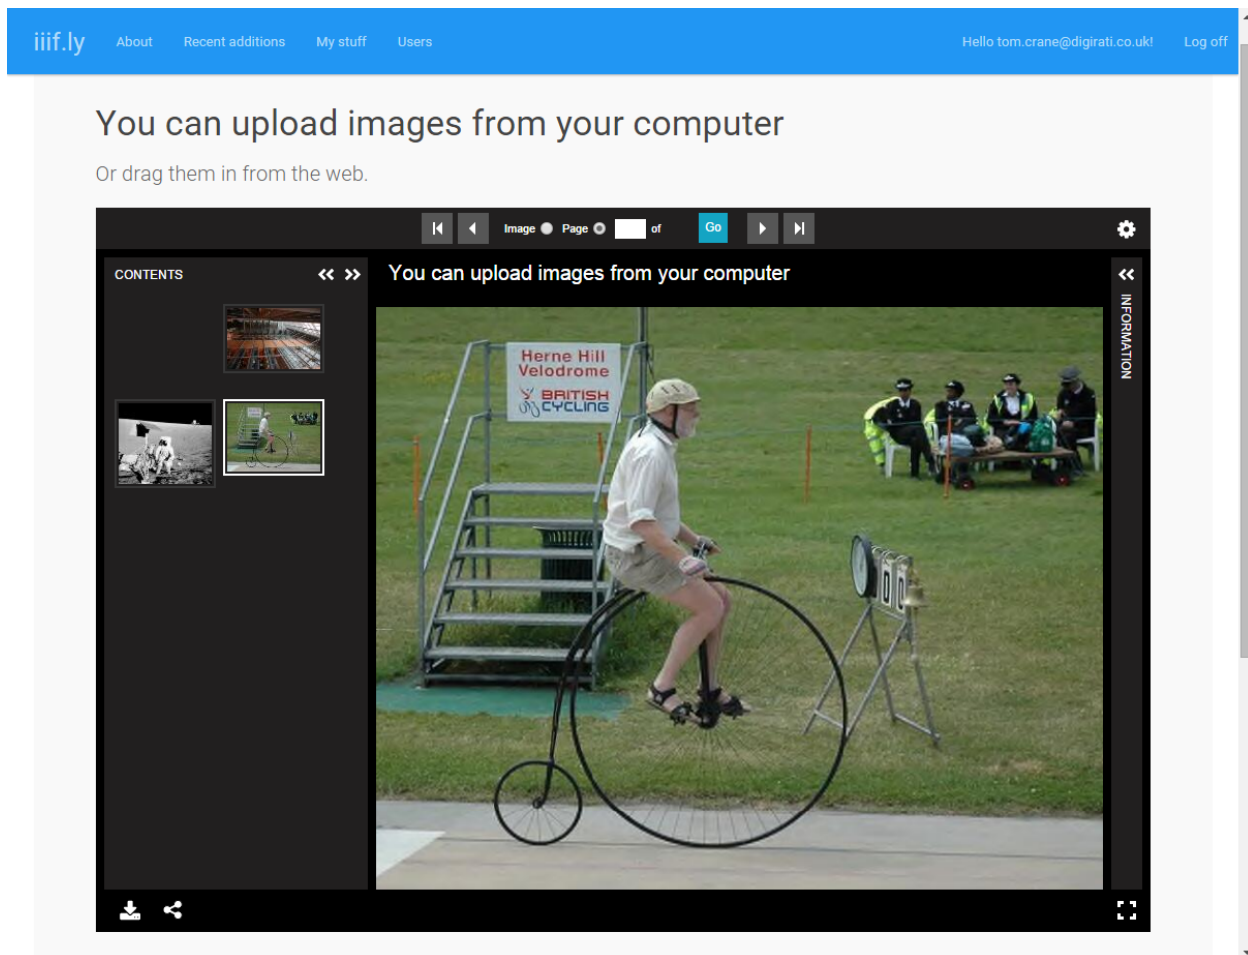 iiif.ly About Recent additions My stuff Users Hello tom.crane@digirati.co.uk! Log off
You can upload images from your computer
Or drag them in from the web.
Image Page of Go
CONTENTS
You can upload images from your computer
INFORMATION
Herne Hill
Velodrome
BRITISH
CYCLING
00